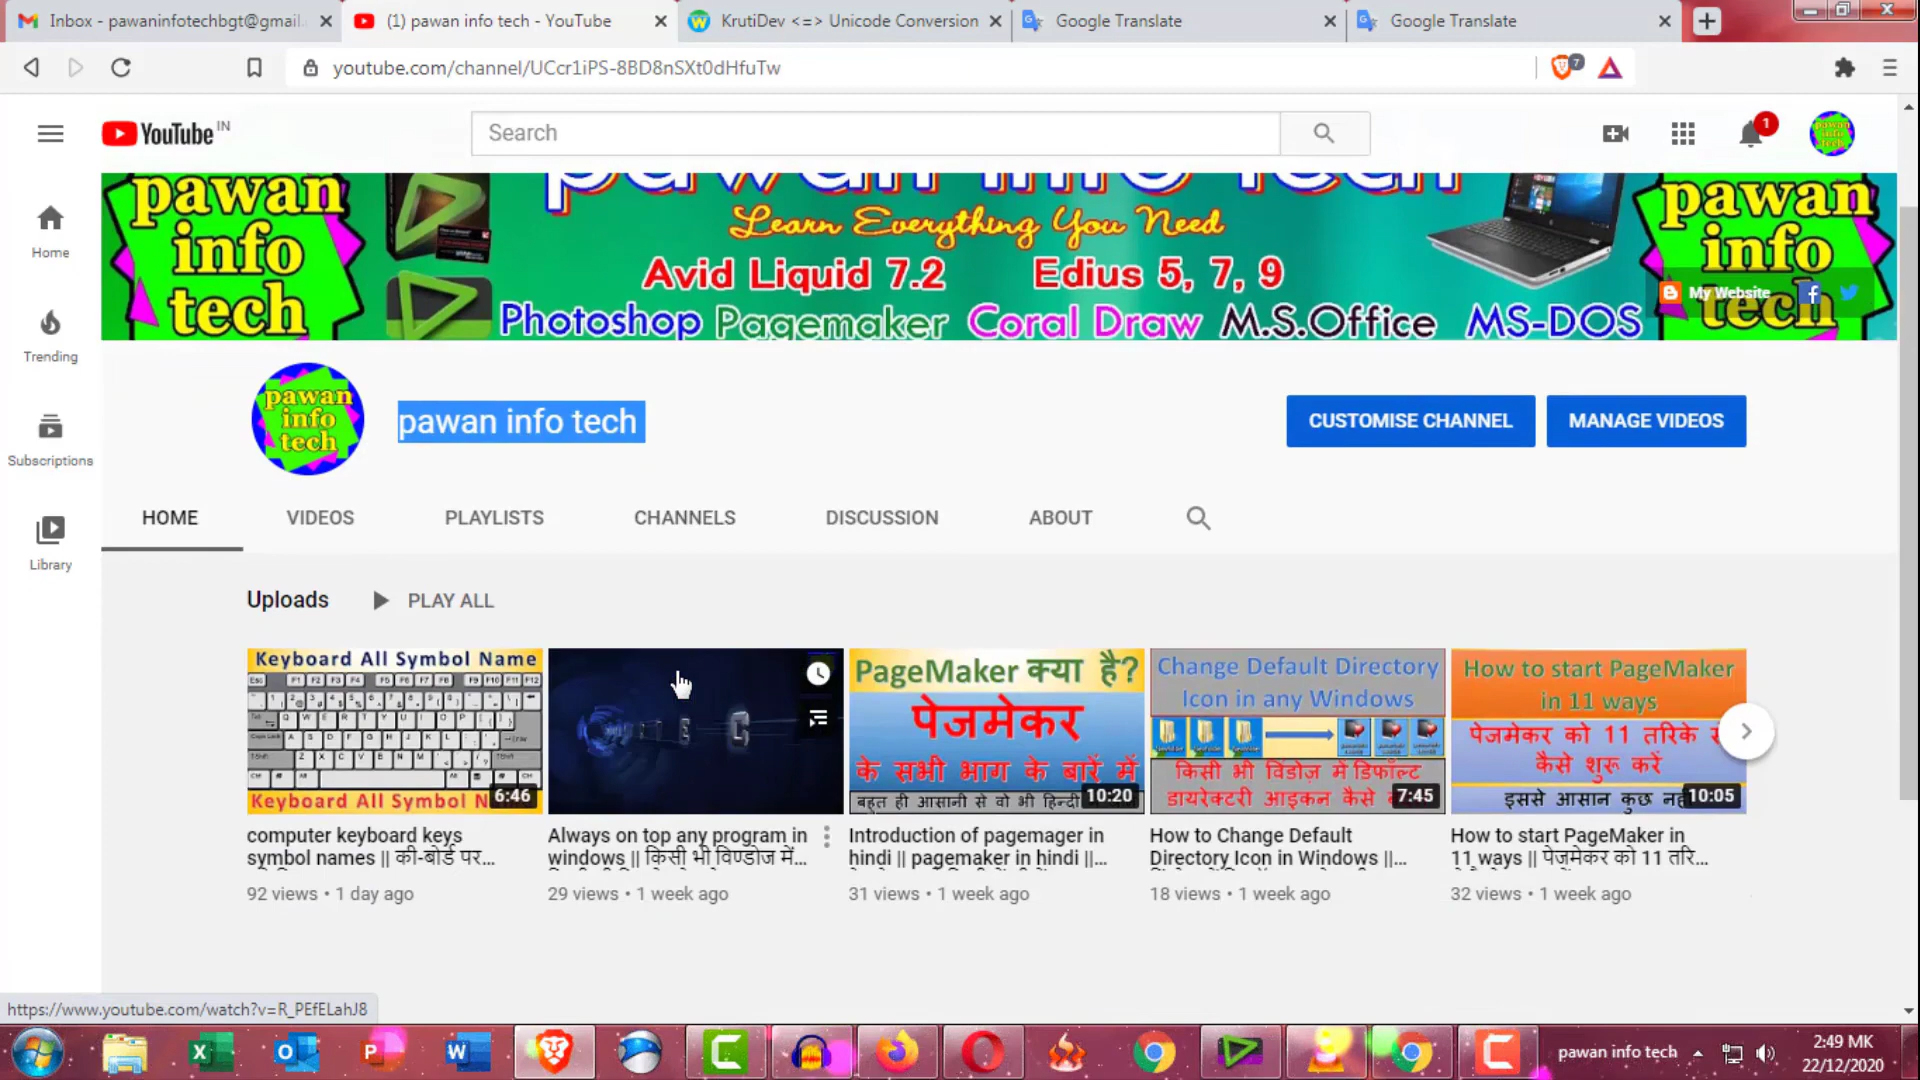 Inbox - pawaninfotechbgt@gmail.
(1) pawan info tech - YouTube
KrutiDev <=> Unicode Conversion
Google Translate
Google Translate
youtube.com/channel/UCcr1iPS-8BD8nSXt0dHfuTw
7
YouTube IN
Search
1
pawan info tech
pawan info tech
Learn Everything You Need
Avid Liquid 7.2 Edius 5, 7, 9
Photoshop Pagemaker Coral Draw M.S.Office MS-DOS
pawan info tech
My Website
Home
Trending
Subscriptions
Library
pawan info tech
pawan info tech
CUSTOMISE CHANNEL
MANAGE VIDEOS
HOME VIDEOS PLAYLISTS CHANNELS DISCUSSION ABOUT
Uploads PLAY ALL
Keyboard All Symbol Name
Keyboard All Symbol N
6:46
PageMaker क्या है?
पेजमेकर
के सभी भाग के बारें में
बहुत ही आसानी से वो भी हिन्दी
10:20
Change Default Directory
Icon in any Windows
किसी भी विंडोज़ में डिफॉल्ट
डायरेक्टरी आइकन कैसे
7:45
How to start PageMaker
in 11 ways
पेजमेकर को 11 तरिके
कैसे शुरू करें
इससे आसान कुछ
10:05
computer keyboard keys
symbol names || की-बोर्ड पर...
92 views • 1 day ago
Always on top any program in
windows || किसी भी विण्डोज में...
29 views • 1 week ago
Introduction of pagemager in
hindi || pagemaker in hindi ||...
31 views • 1 week ago
How to Change Default
Directory Icon in Windows ||...
18 views • 1 week ago
How to start PageMaker in
11 ways || पेजमेकर को 11 तरि...
32 views • 1 week ago
https://www.youtube.com/watch?v=R_PEfELahJ8
pawan info tech
2:49 MK
22/12/2020